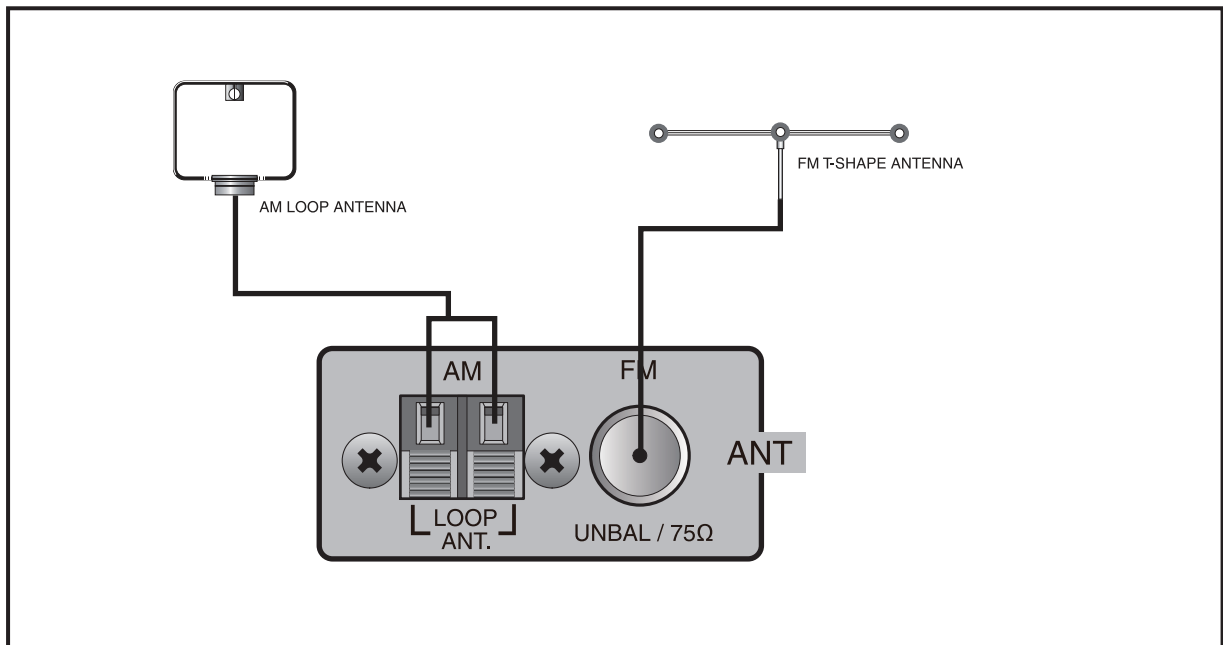 AM LOOP ANTENNA
FM T-SHAPE ANTENNA
AM
FM
ANT
LOOP
ANT.
UNBAL / 75Ω